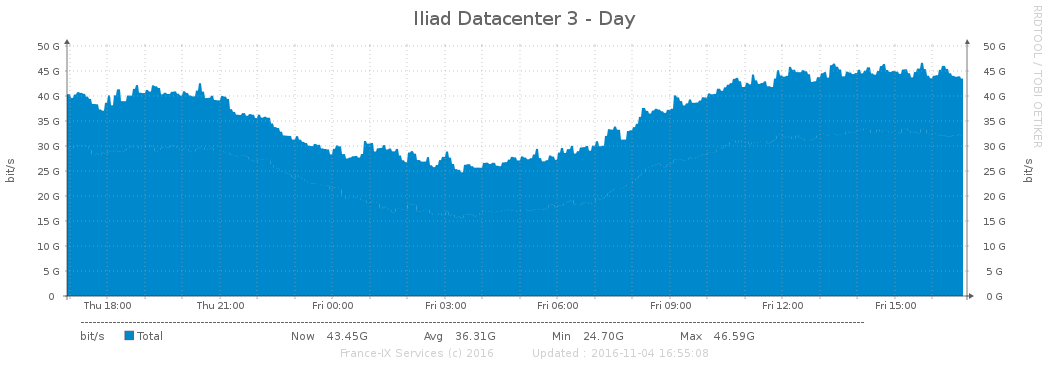 Iliad Datacenter 3 - Day
RRDTOOL / TOBI OETIKER
50 G 50 G
45 G 45 G
40 G 40 G
35 G 35 G
30 G 30 G
25 G 25 G
20 G 20 G
15 G 15 G
10 G 10 G
5 G 5 G
0 0 G
bit/s bit/s
Thu 18:00 Thu 21:00 Fri 00:00 Fri 03:00 Fri 06:00 Fri 09:00 Fri 12:00 Fri 15:00
bit/s Total Now 43.45G Avg 36.31G Min 24.70G Max 46.59G
France-IX Services (c) 2016 Updated : 2016-11-04 16:55:08